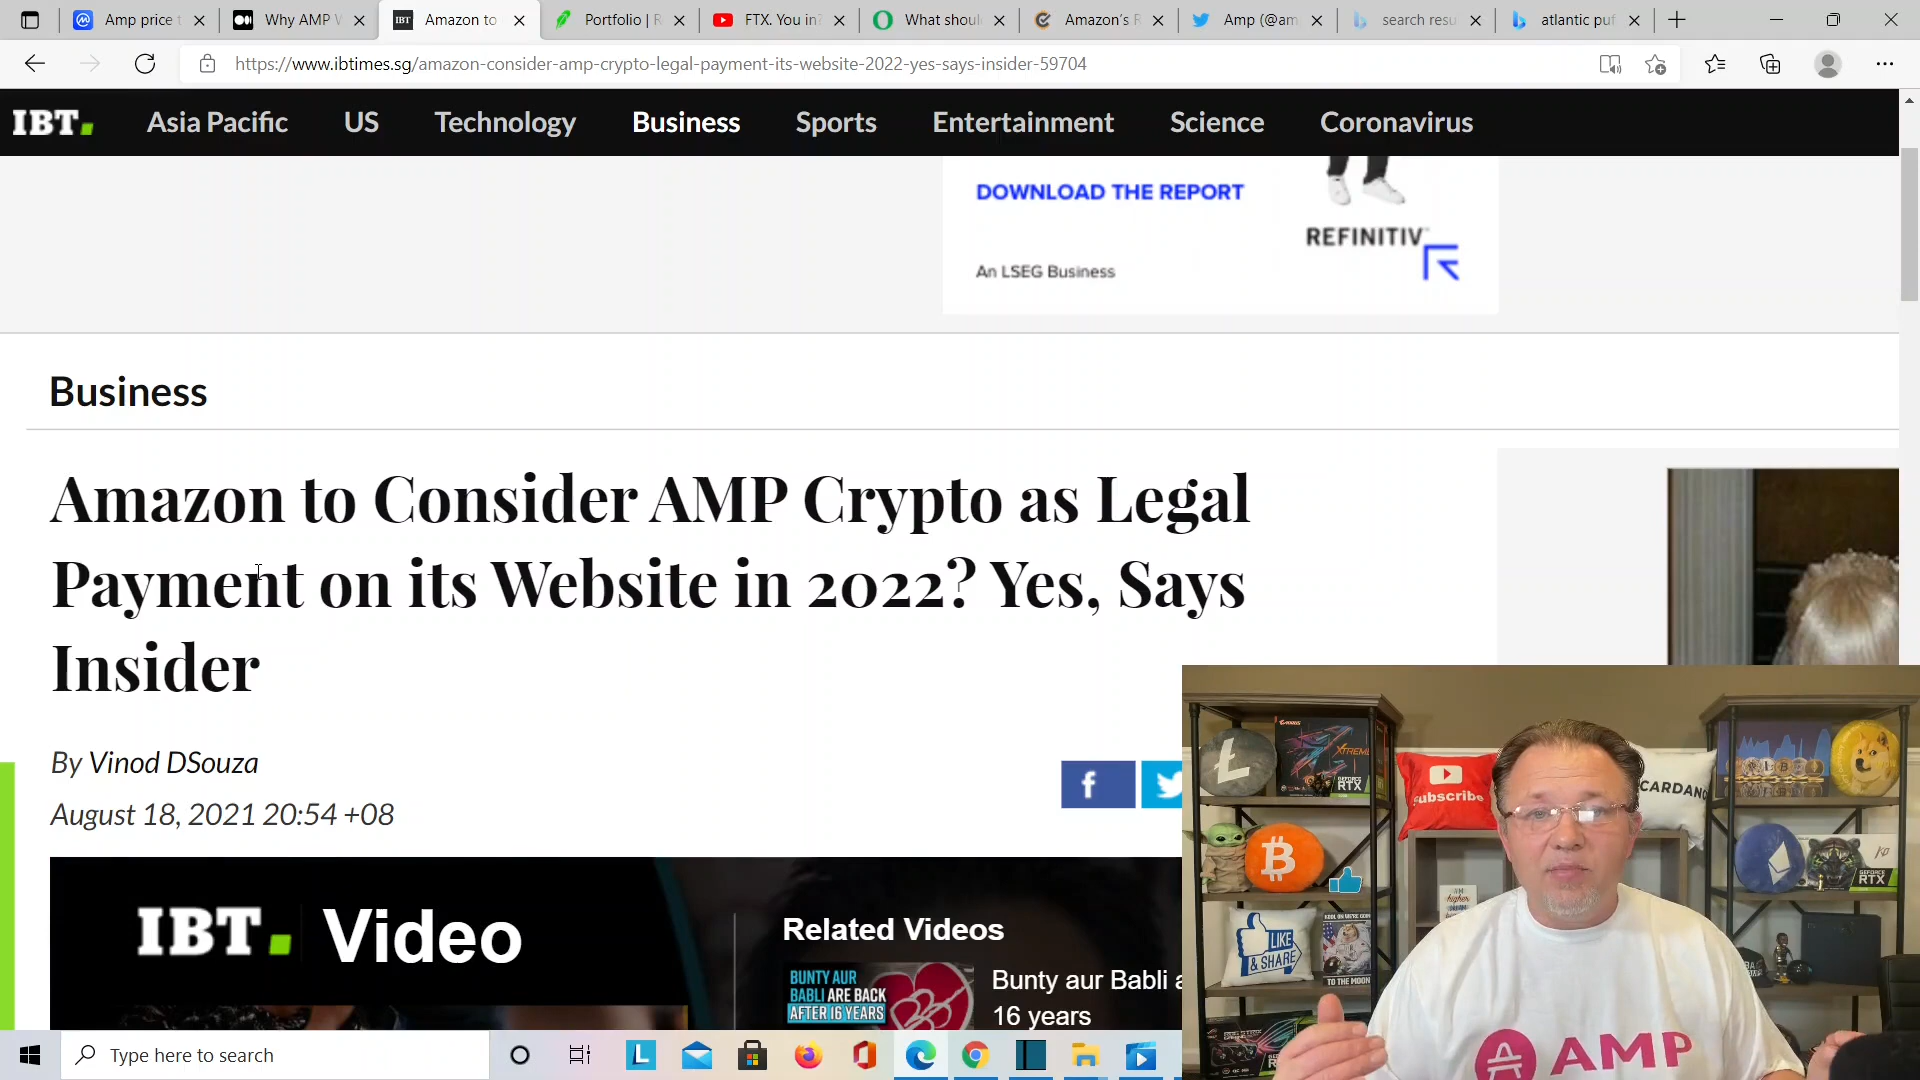 Amp price
Why AMP
Amazon to
Portfolio |
FTX. You in
What shoul
Amazon's
Amp (@am
search resu
atlantic puf
https://www.ibtimes.sg/amazon-consider-amp-crypto-legal-payment-its-website-2022-yes-says-insider-59704
IBT.
Asia Pacific
US
Technology
Business
Sports
Entertainment
Science
Coronavirus
DOWNLOAD THE REPORT
REFINITIV
An LSEG Business
Business
Amazon to Consider AMP Crypto as Legal
Payment on its Website in 2022? Yes, Says
Insider
By Vinod DSouza
August 18, 2021 20:54 +08
IBT. Video
Related Videos
BUNTY AUR
BABLI ARE BACK
AFTER 16 YEARS
Bunty aur Babli
16 years
Subscribe
CARDANO
GEFORCE
RTX
LIKE
& SHARE
TO THE MOON
AMP
Type here to search